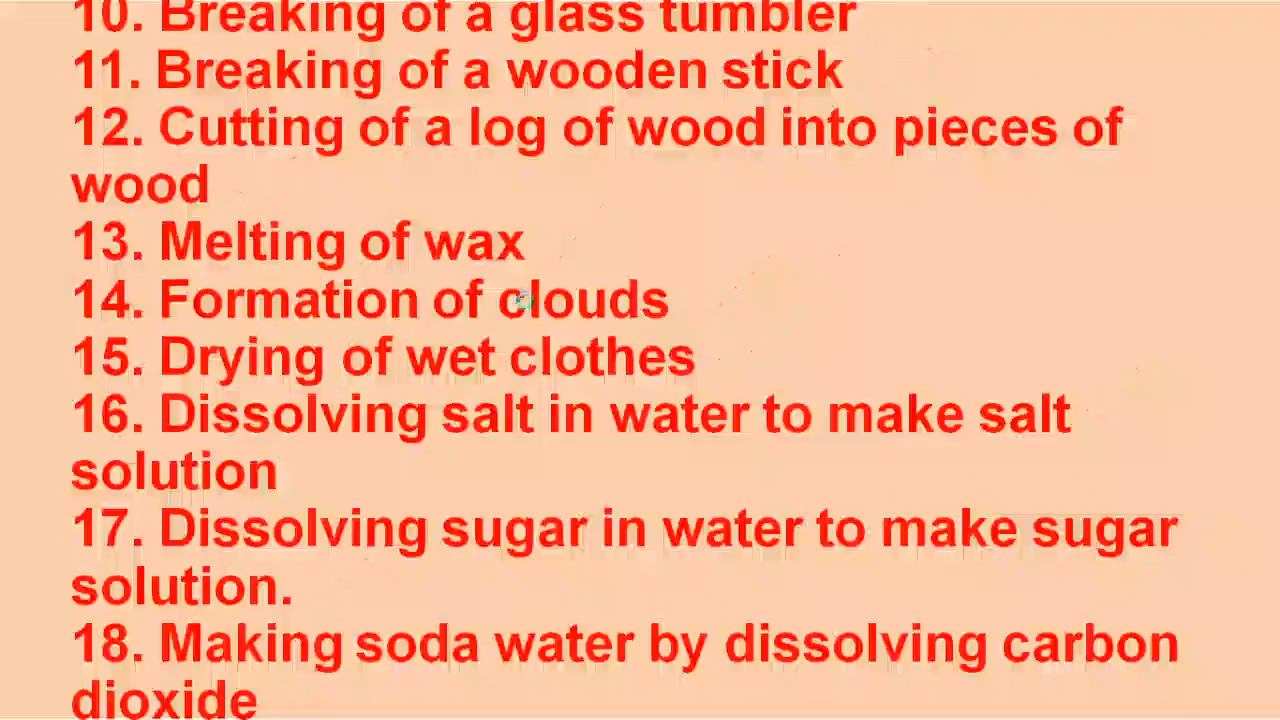 10. Breaking of a glass tumbler
11. Breaking of a wooden stick
12. Cutting of a log of wood into pieces of
wood
13. Melting of wax
14. Formation of clouds
15. Drying of wet clothes
16. Dissolving salt in water to make salt
solution
17. Dissolving sugar in water to make sugar
solution.
18. Making soda water by dissolving carbon
dioxide